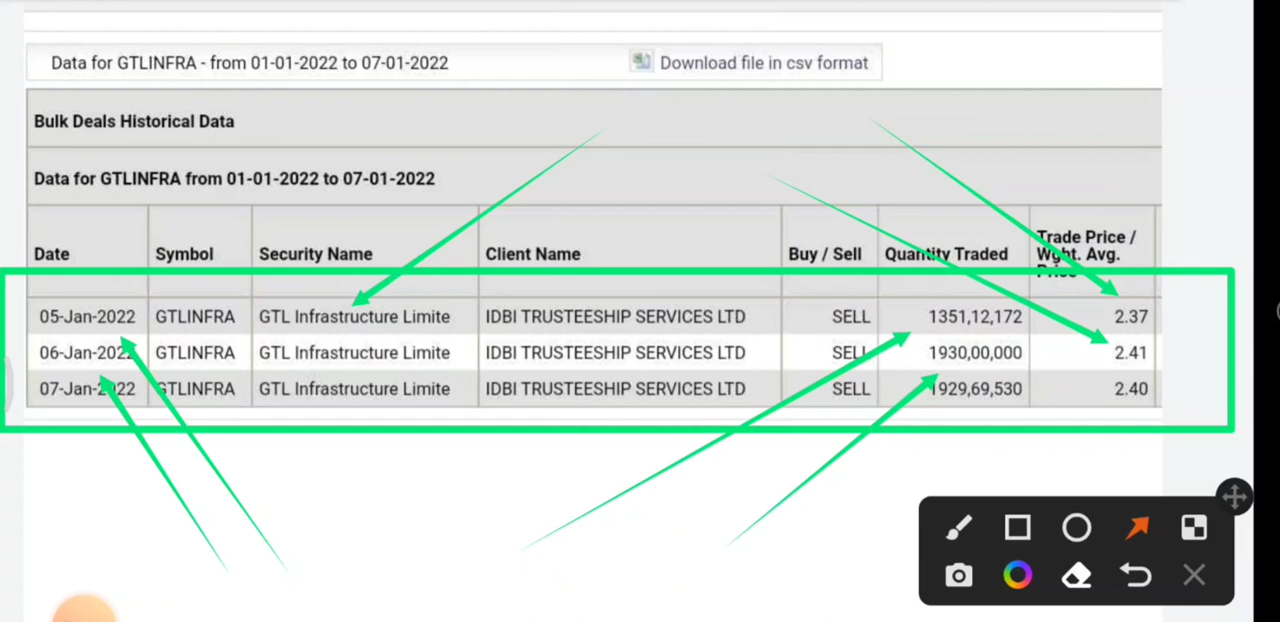 Data for GTLINFRA - from 01-01-2022 to 07-01-2022 Download file in csv format
Bulk Deals Historical Data
Data for GTLINFRA from 01-01-2022 to 07-01-2022
Date Symbol Security Name Client Name Buy / Sell Quantity Traded Trade Price / Wght. Avg. Price
05-Jan-2022 GTLINFRA GTL Infrastructure Limite IDBI TRUSTEESHIP SERVICES LTD SELL 1351,12,172 2.37
06-Jan-2022 GTLINFRA GTL Infrastructure Limite IDBI TRUSTEESHIP SERVICES LTD SELL 1930,00,000 2.41
07-Jan-2022 GTLINFRA GTL Infrastructure Limite IDBI TRUSTEESHIP SERVICES LTD SELL 1929,69,530 2.40